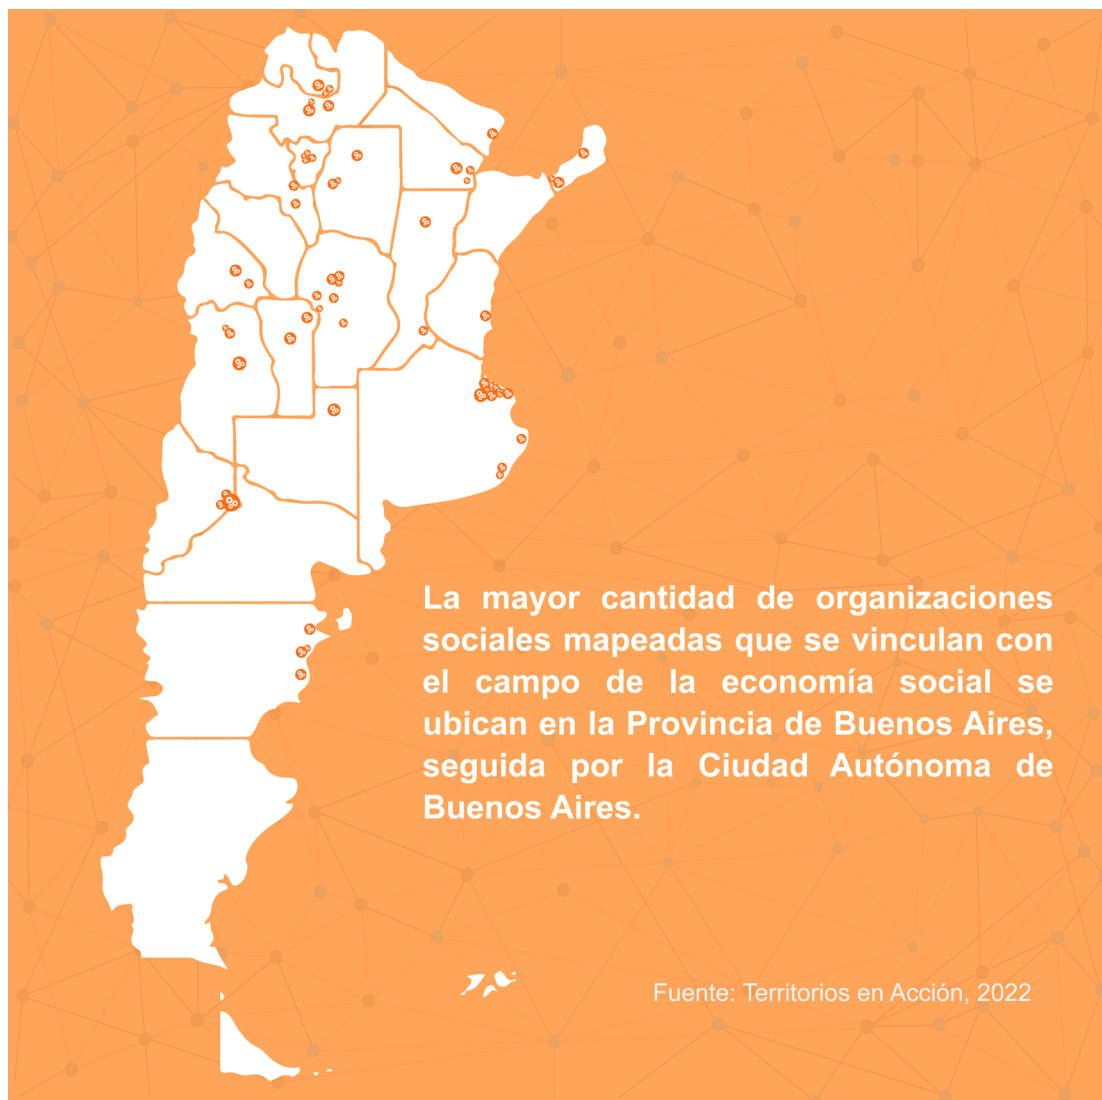 La mayor cantidad de organizaciones
sociales mapeadas que se vinculan con
el campo de la economía social se
ubican en la Provincia de Buenos Aires,
seguida por la Ciudad Autónoma de
Buenos Aires.
Fuente: Territorios en Acción, 2022